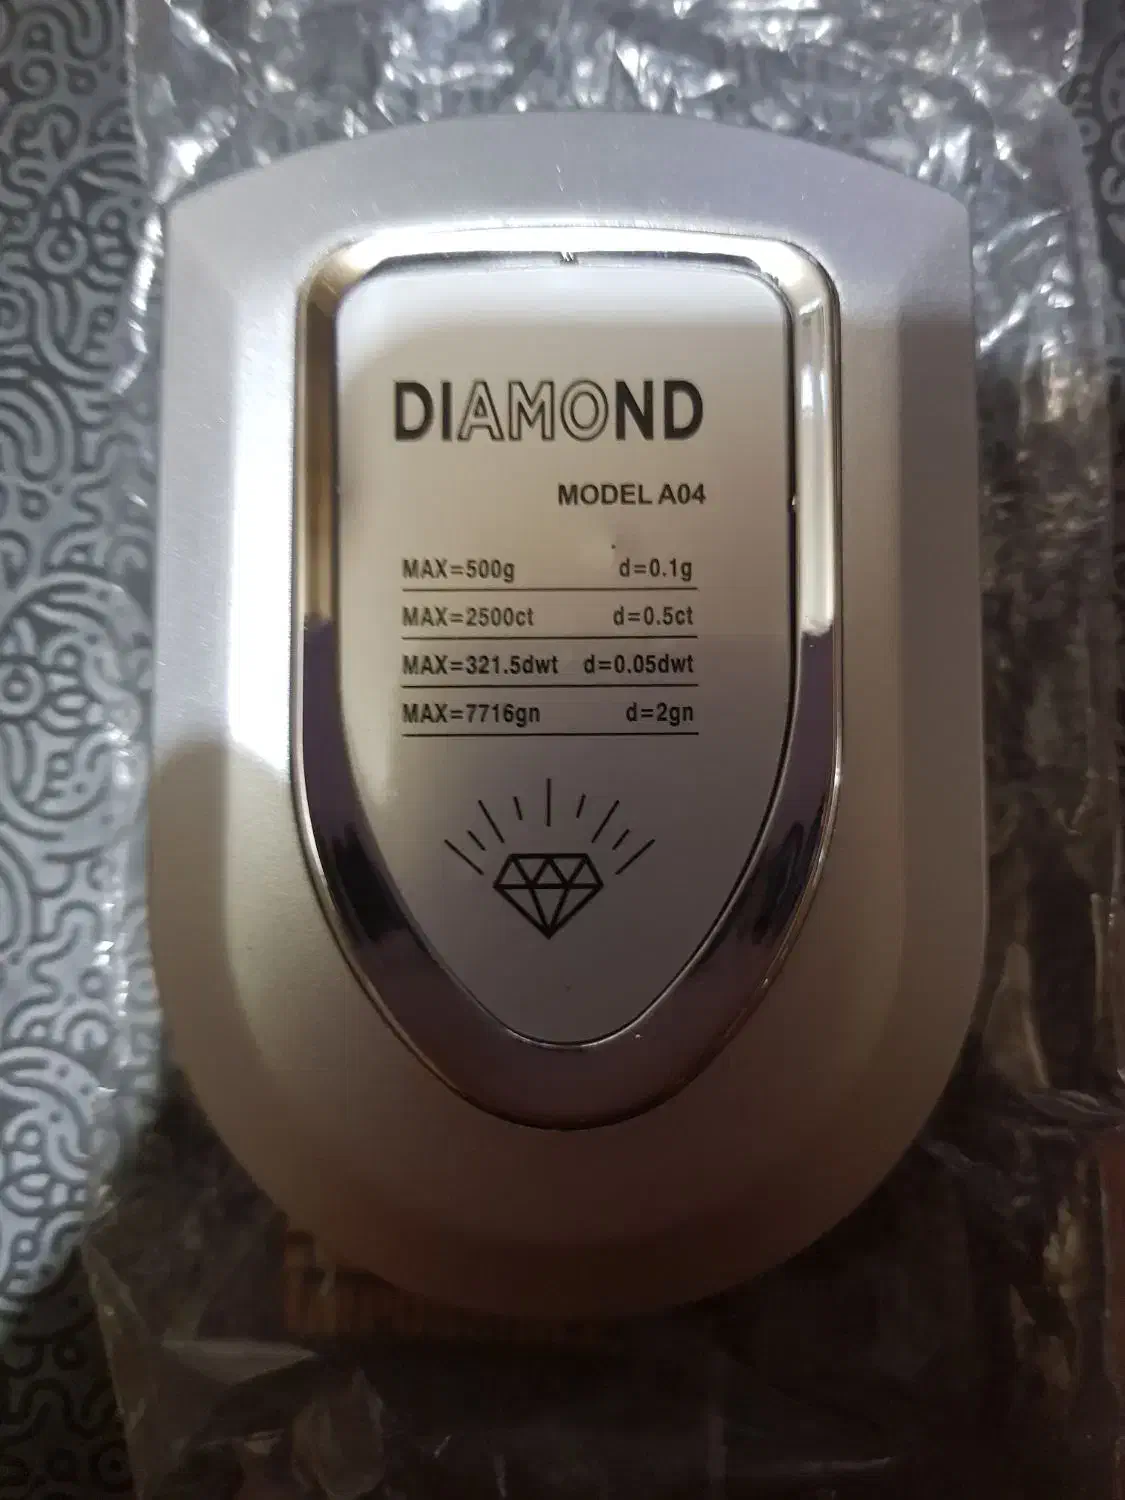 DIAMOND
MODEL A04
MAX=500g d=0.1g
MAX=2500ct d=0.5ct
MAX=321.5dwt d=0.05dwt
MAX=7716gn d=2gn